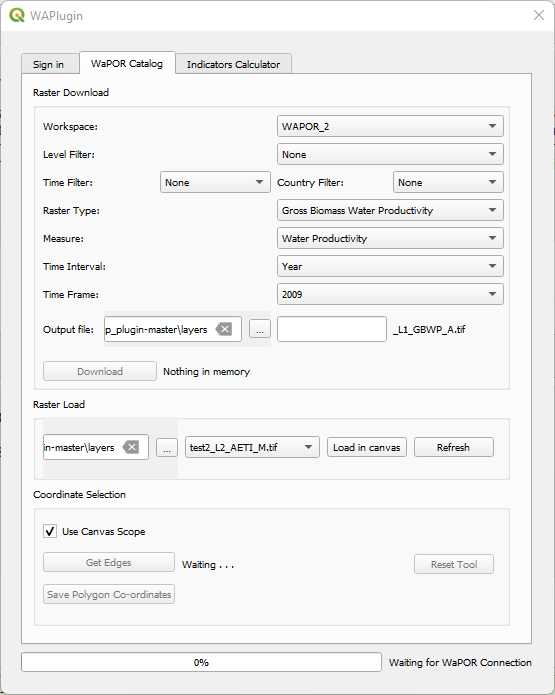 WAPlugin
Sign in
WaPOR Catalog
Indicators Calculator
Raster Download
Workspace: WAPOR_2
Level Filter: None
Time Filter: None Country Filter: None
Raster Type: Gross Biomass Water Productivity
Measure: Water Productivity
Time Interval: Year
Time Frame: 2009
Output file: p_plugin-master\layers ... _L1_GBWP_A.tif
Download Nothing in memory
Raster Load
in-master\layers ... test2_L2_AETI_M.tif Load in canvas Refresh
Coordinate Selection
Use Canvas Scope
Get Edges Waiting . . . Reset Tool
Save Polygon Co-ordinates
0% Waiting for WaPOR Connection